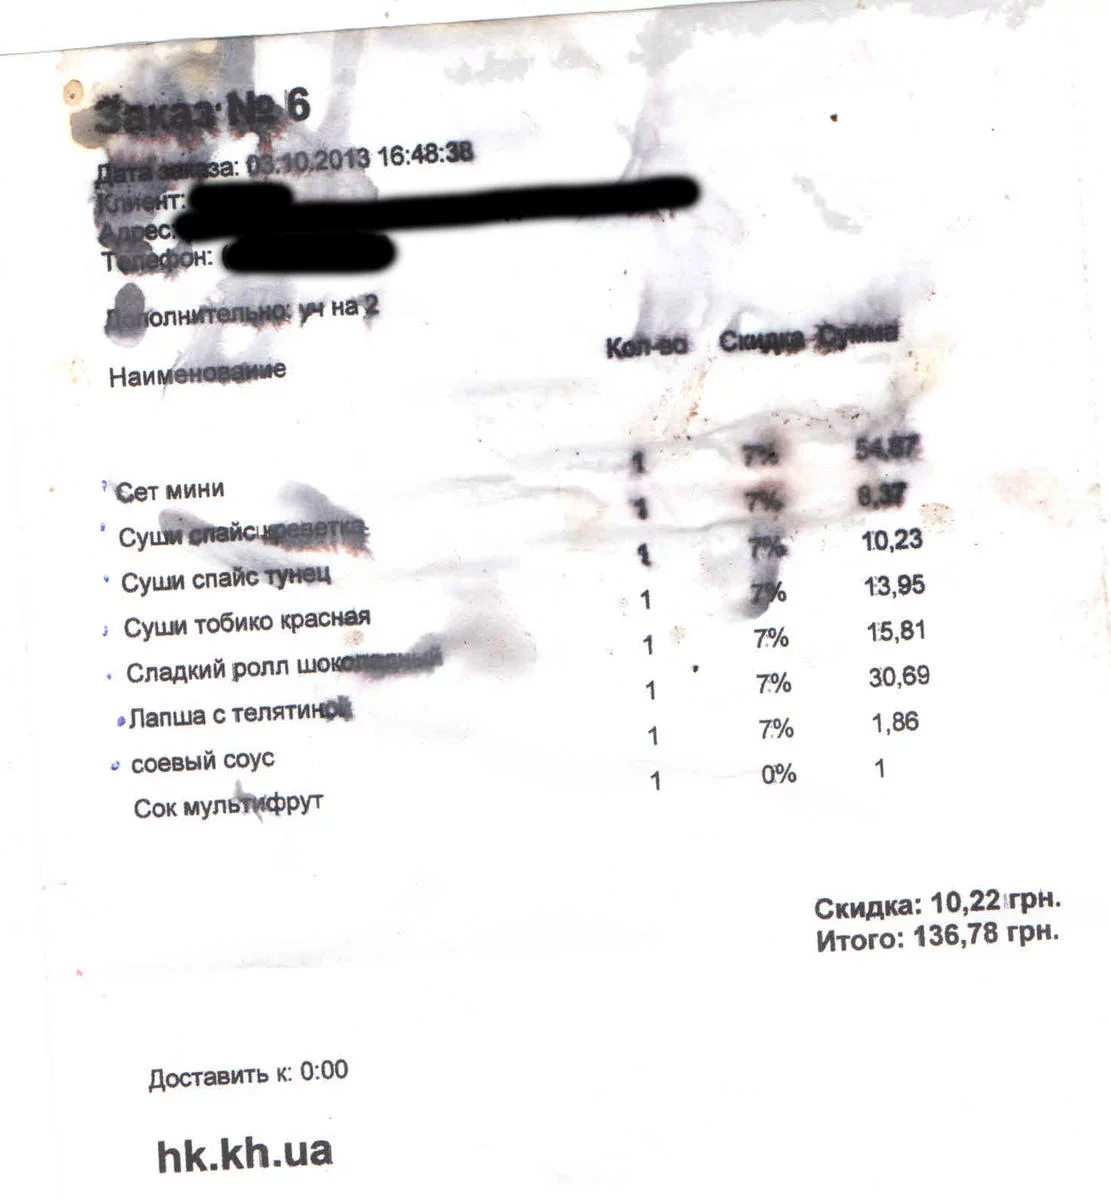 Заказ № 6
Дата заказа: 03.10.2013 16:48:38
Клиент:
Адрес:
Телефон:
Дополнительно: уч на 2
Наименование Кол-во Скидка Сумма
Сет мини 1 7% 54,87
Суши спайс креветка 1 7% 8,37
Суши спайс тунец 1 7% 10,23
Суши тобико красная 1 7% 13,95
Сладкий ролл шоколадный 1 7% 15,81
Лапша с телятиной 1 7% 30,69
соевый соус 1 7% 1,86
Сок мультифрут 1 0% 1
Скидка: 10,22 грн.
Итого: 136,78 грн.
Доставить к: 0:00
hk.kh.ua